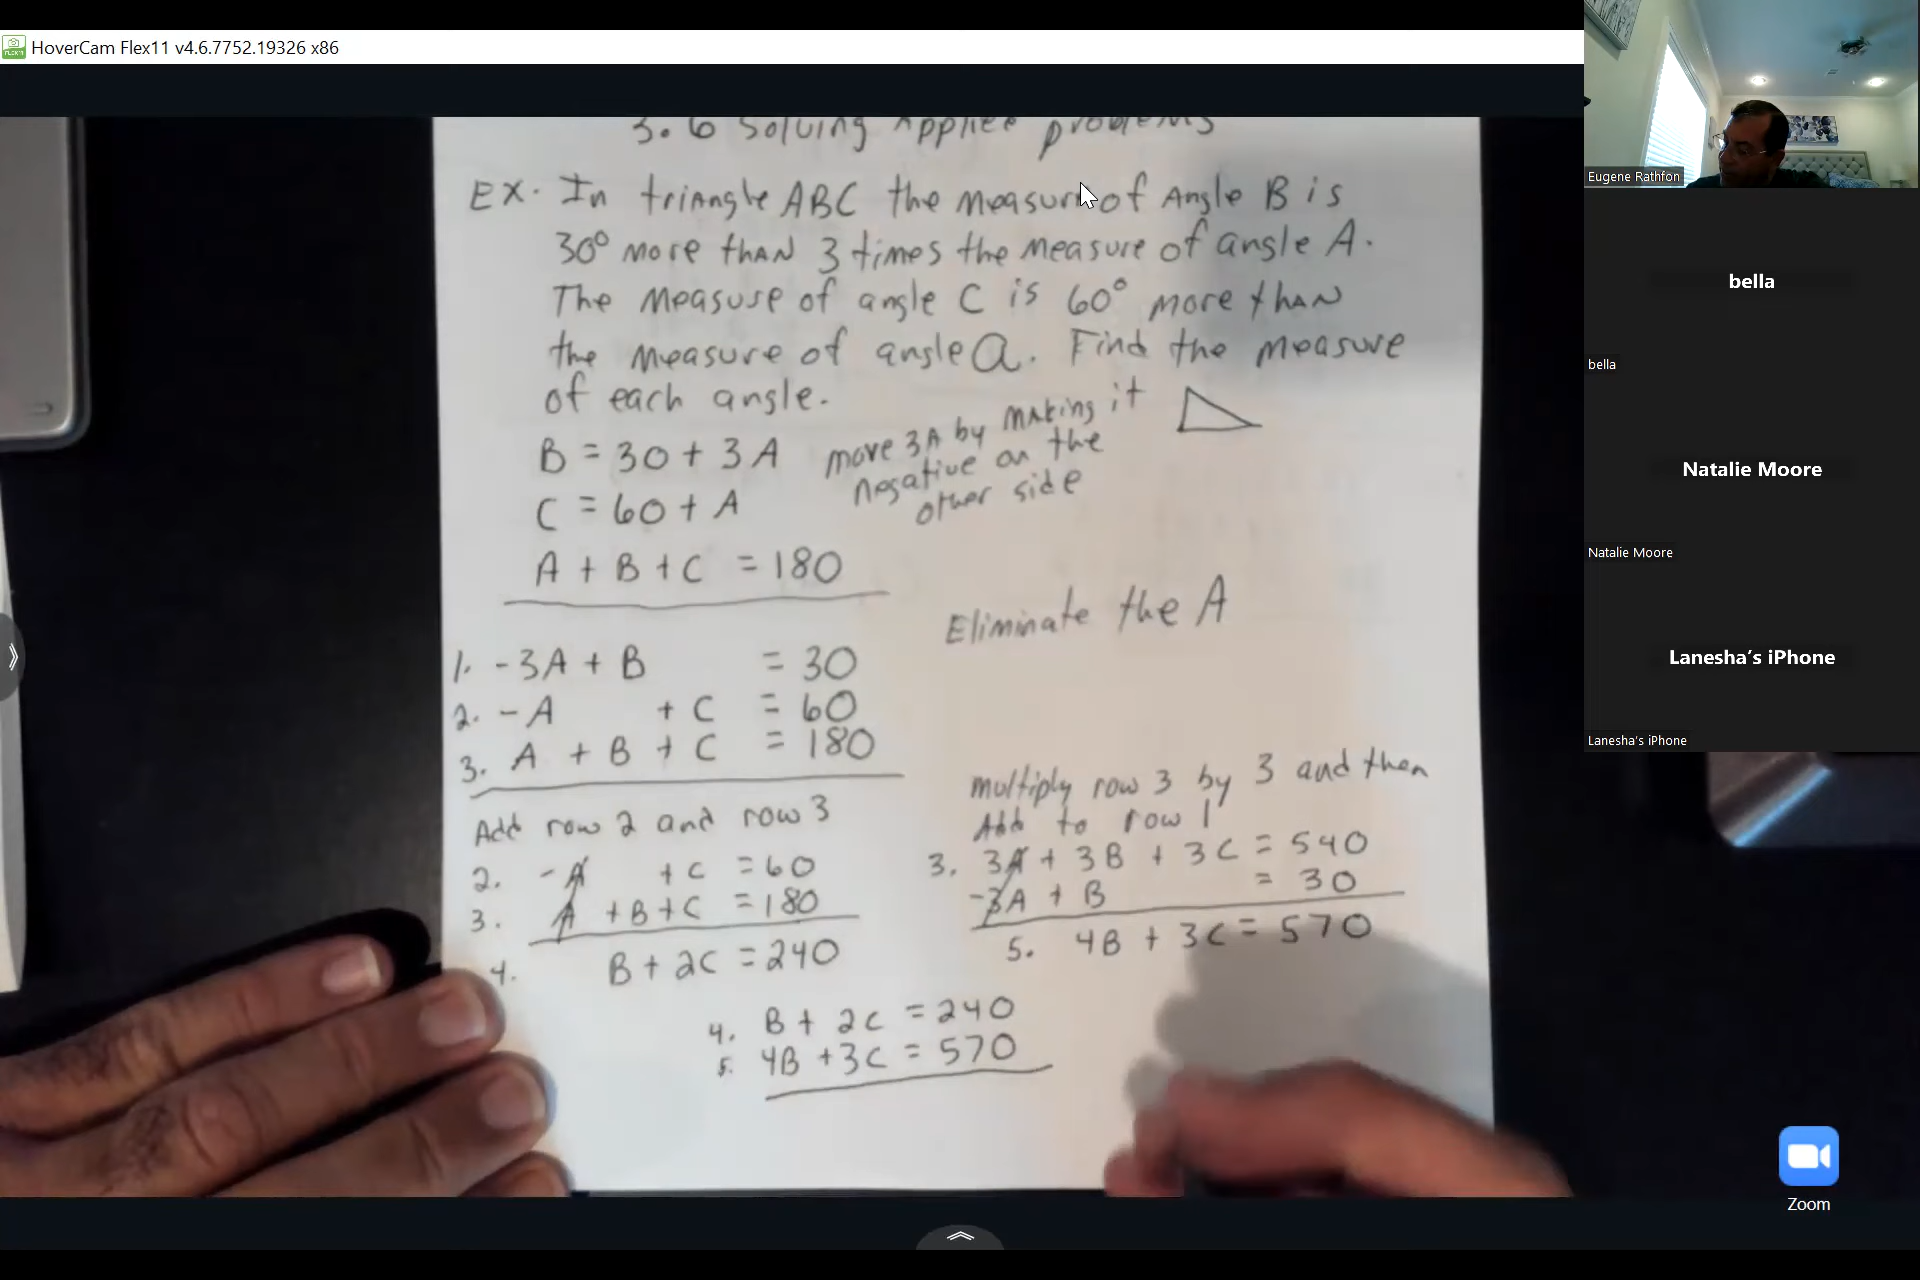 HoverCam Flex11 v4.6.7752.19326 x86
3.6 Solving Applied problems
EX. In triangle ABC the measure of Angle B is
30° more than 3 times the measure of angle A.
The measure of angle C is 60° more than
the measure of angle a. Find the measure
of each angle.
B = 30 + 3A
C = 60 + A
A + B + C = 180
move 3A by making it
negative on the
other side
Eliminate the A
1. -3A + B = 30
2. -A + C = 60
3. A + B + C = 180
Add row 2 and row 3
2. -A + C = 60
3. A + B + C = 180
4. B + 2C = 240
multiply row 3 by 3 and then
Add to row 1
3. 3A + 3B + 3C = 540
-3A + B = 30
5. 4B + 3C = 570
4. B + 2C = 240
5. 4B + 3C = 570
Eugene Rathfon
bella
bella
Natalie Moore
Natalie Moore
Lanesha's iPhone
Lanesha's iPhone
Zoom